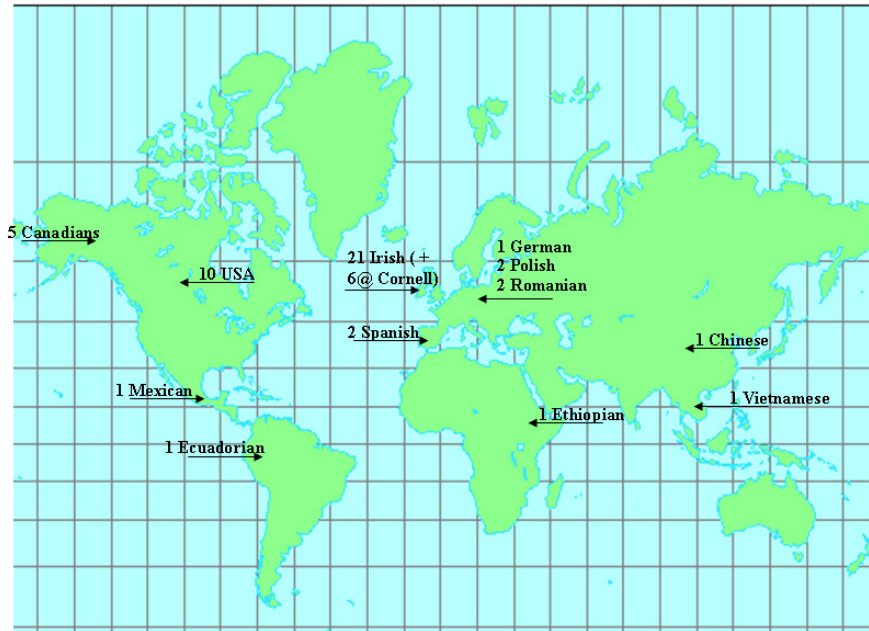 5 Canadians
10 USA
21 Irish ( +
6@ Cornell)
1 German
2 Polish
2 Romanian
2 Spanish
1 Chinese
1 Mexican
1 Vietnamese
1 Ethiopian
1 Ecuadorian